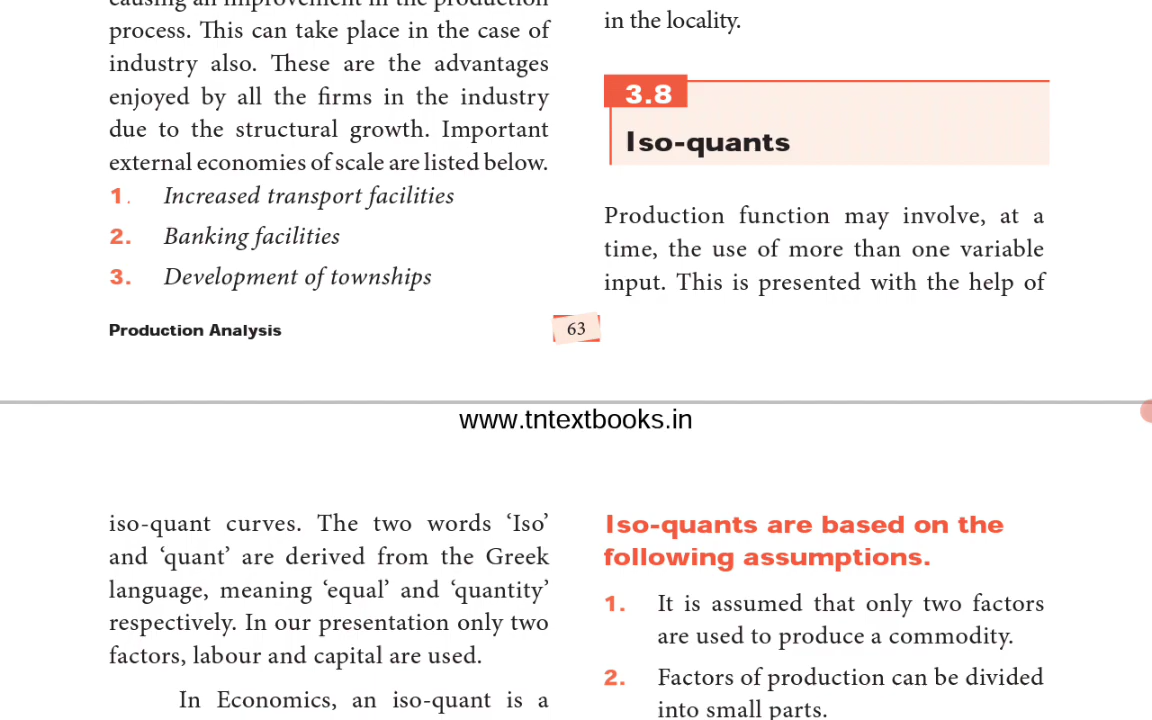 causing an improvement in the production
process. This can take place in the case of
industry also. These are the advantages
enjoyed by all the firms in the industry
due to the structural growth. Important
external economies of scale are listed below.
1. Increased transport facilities
2. Banking facilities
3. Development of townships
in the locality.
3.8
Iso-quants
Production function may involve, at a
time, the use of more than one variable
input. This is presented with the help of
Production Analysis
63
www.tntextbooks.in
iso-quant curves. The two words ‘Iso’
and ‘quant’ are derived from the Greek
language, meaning ‘equal’ and ‘quantity’
respectively. In our presentation only two
factors, labour and capital are used.
In Economics, an iso-quant is a
Iso-quants are based on the
following assumptions.
1. It is assumed that only two factors
are used to produce a commodity.
2. Factors of production can be divided
into small parts.